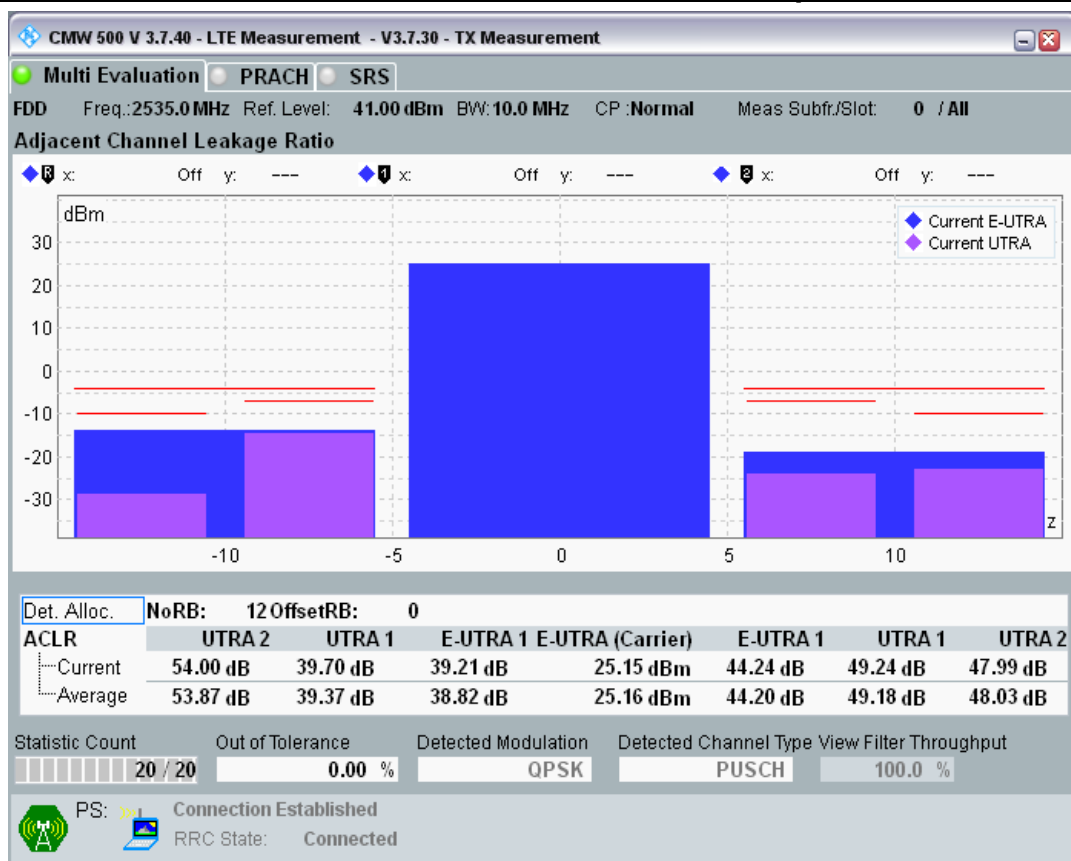 CMW 500 V 3.7.40 - LTE Measurement - V3.7.30 - TX Measurement
Multi Evaluation PRACH SRS
FDD Freq.:2535.0 MHz Ref. Level: 41.00 dBm BW:10.0 MHz CP :Normal Meas Subfr./Slot: 0 / All
Adjacent Channel Leakage Ratio
R x: Off y: --- 1 x: Off y: --- 2 x: Off y: ---
dBm
Current E-UTRA
Current UTRA
30
20
10
0
-10
-20
-30
z
-10 -5 0 5 10
Det. Alloc. NoRB: 12 OffsetRB: 0
ACLR UTRA 2 UTRA 1 E-UTRA 1 E-UTRA (Carrier) E-UTRA 1 UTRA 1 UTRA 2
Current 54.00 dB 39.70 dB 39.21 dB 25.15 dBm 44.24 dB 49.24 dB 47.99 dB
Average 53.87 dB 39.37 dB 38.82 dB 25.16 dBm 44.20 dB 49.18 dB 48.03 dB
Statistic Count Out of Tolerance Detected Modulation Detected Channel Type View Filter Throughput
20 / 20 0.00 % QPSK PUSCH 100.0 %
PS: Connection Established
RRC State: Connected